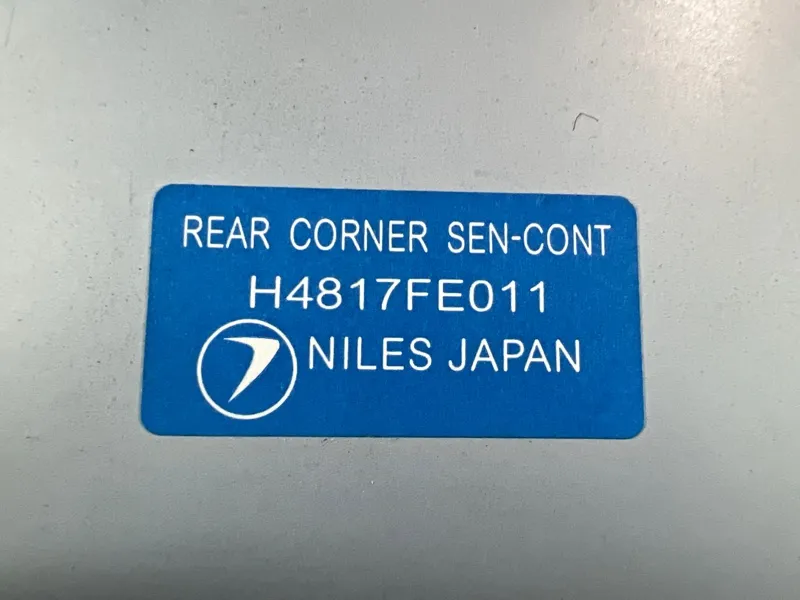 REAR CORNER SEN-CONT
H4817FE011
NILES JAPAN